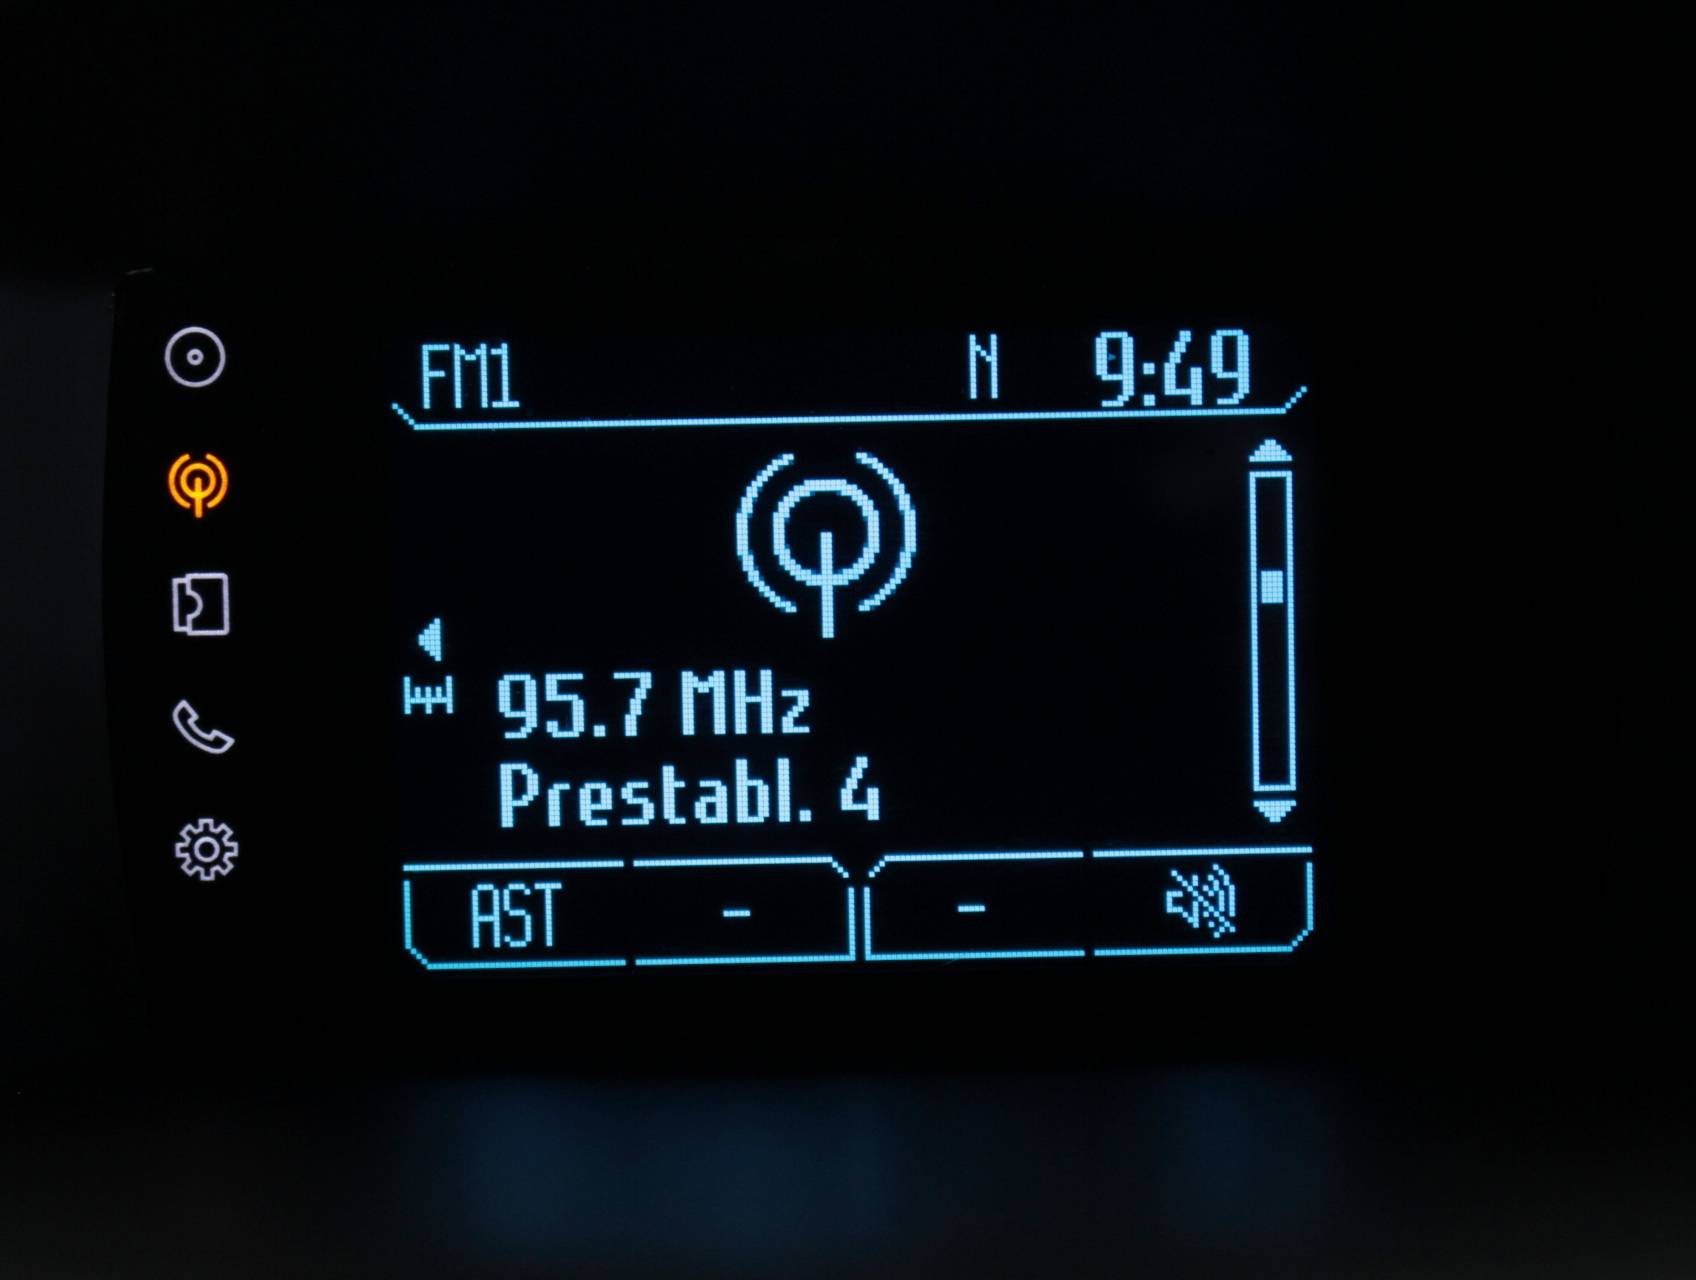 FM1 N 9:49
95.7 MHz
Prestabl. 4
AST - -